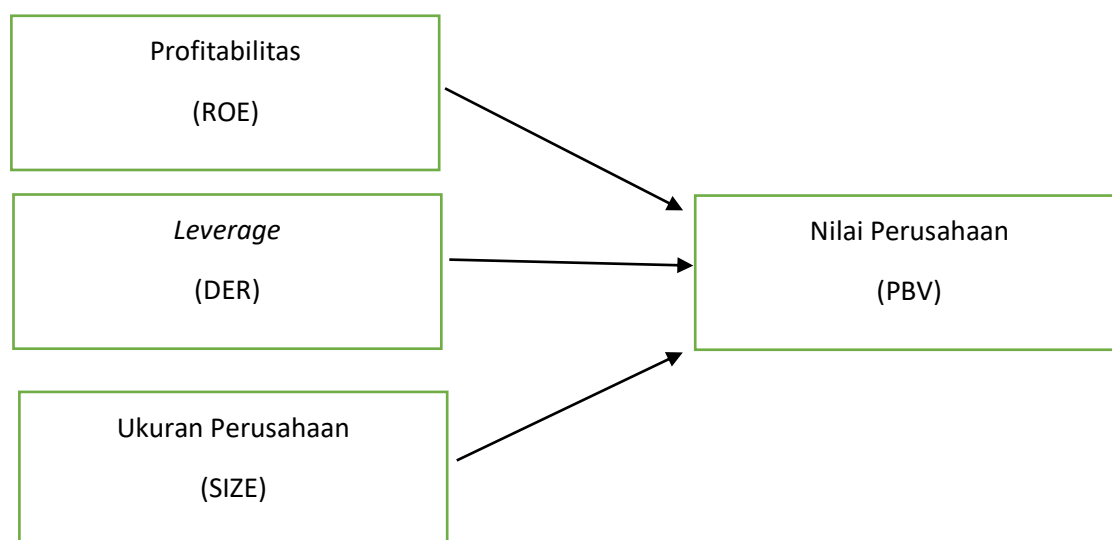 Profitabilitas
(ROE)
Leverage
(DER)
Nilai Perusahaan
(PBV)
Ukuran Perusahaan
(SIZE)